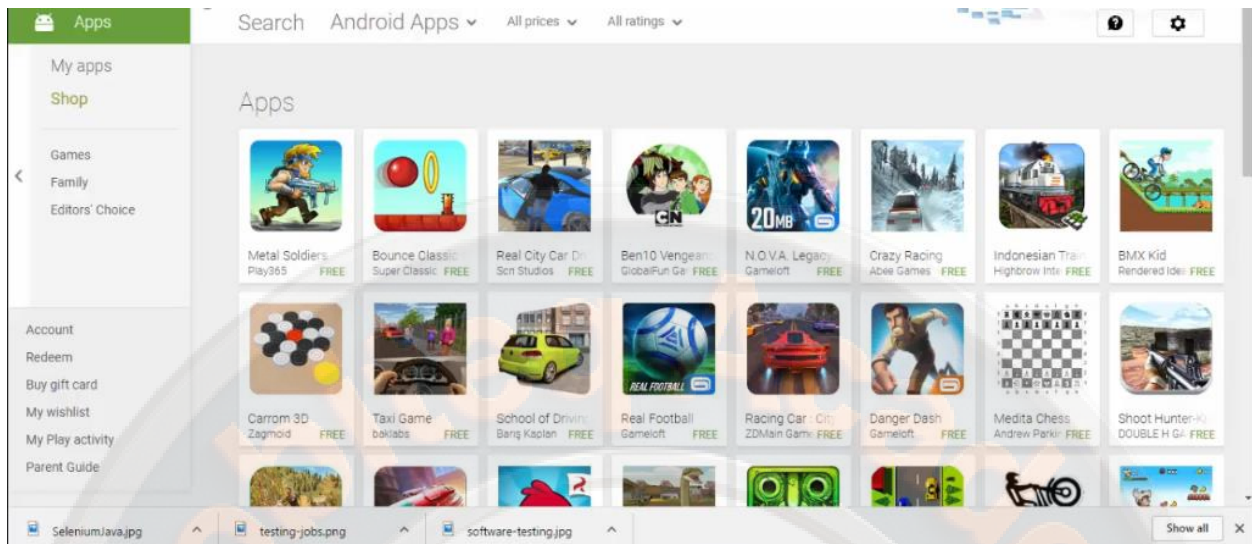 Apps
Search Android Apps All prices All ratings
My apps
Shop
Games
Family
Editors' Choice
Account
Redeem
Buy gift card
My wishlist
My Play activity
Parent Guide
Apps
CN
20MB
Metal Soldiers
Play365 FREE
Bounce Classic
Super Classic FREE
Real City Car Dri
Scn Studios FREE
Ben10 Vengeanc
GlobalFun Ga FREE
N.O.V.A. Legacy
Gameloft FREE
Crazy Racing
Abee Games FREE
Indonesian Train
Highbrow Inte FREE
BMX Kid
Rendered Idea FREE
REAL FOOTBALL
Carrom 3D
Zagmoid FREE
Taxi Game
baklabs FREE
School of Driving
Barış Kaplan FREE
Real Football
Gameloft FREE
Racing Car : City
ZDMain Game FREE
Danger Dash
Gameloft FREE
Medita Chess
Andrew Parkin FREE
Shoot Hunter-Ki
DOUBLE H GA FREE
SeleniumJava.jpg
testing-jobs.png
software-testing.jpg
Show all